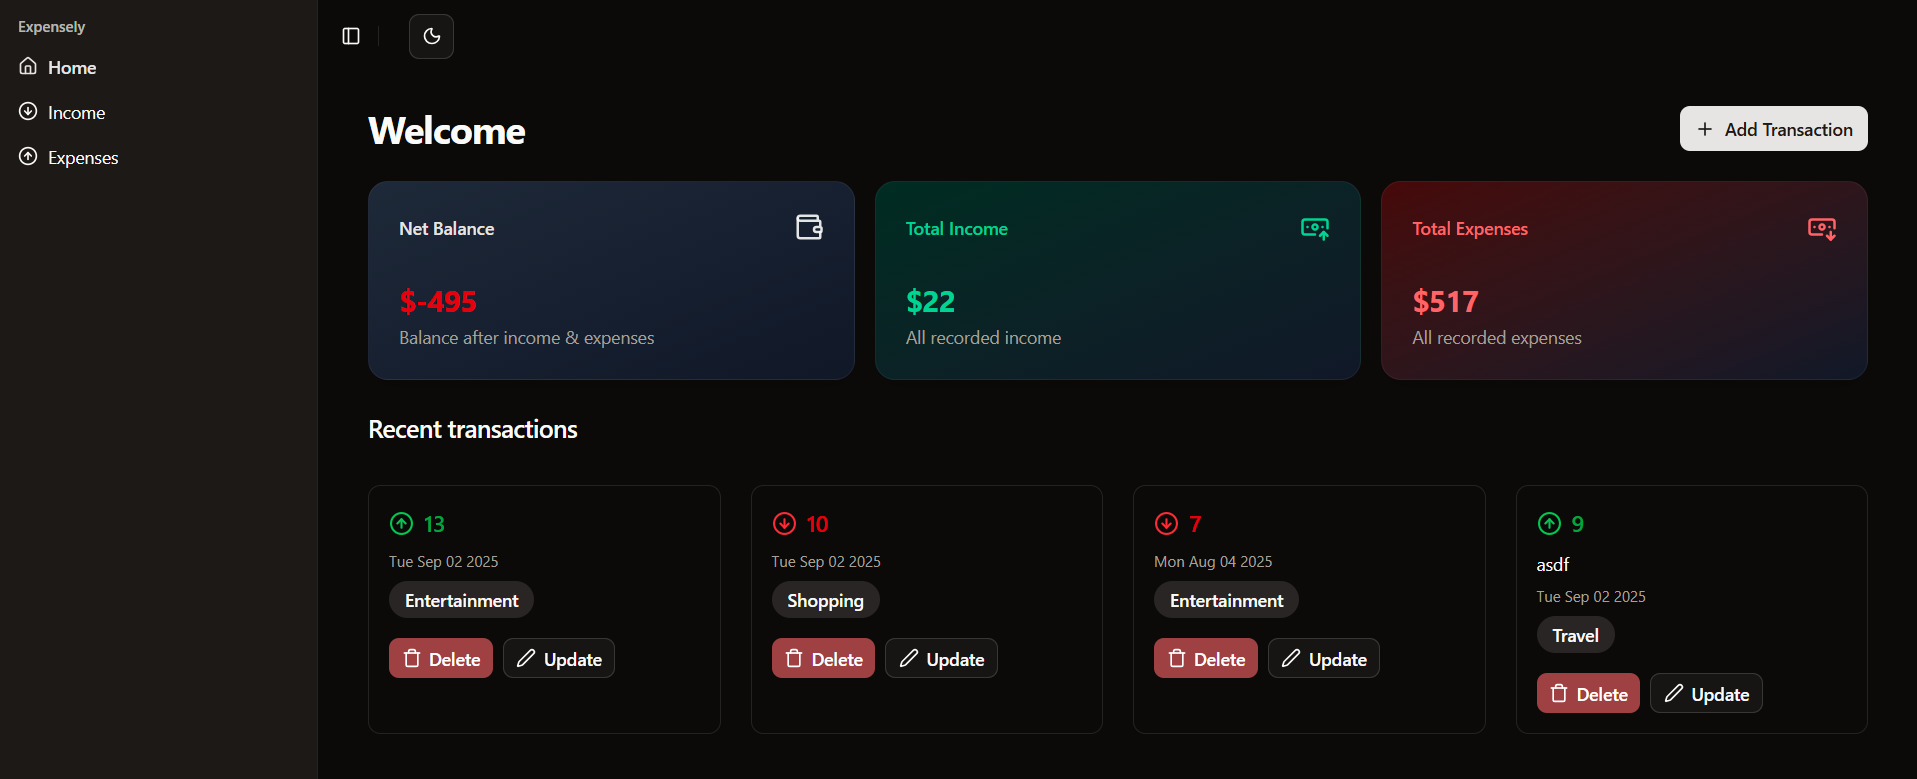 Expensely
Home
Income
Expenses
Welcome
Add Transaction
Net Balance
$-495
Balance after income & expenses
Total Income
$22
All recorded income
Total Expenses
$517
All recorded expenses
Recent transactions
13
Tue Sep 02 2025
Entertainment
Delete Update
10
Tue Sep 02 2025
Shopping
Delete Update
7
Mon Aug 04 2025
Entertainment
Delete Update
9
asdf
Tue Sep 02 2025
Travel
Delete Update